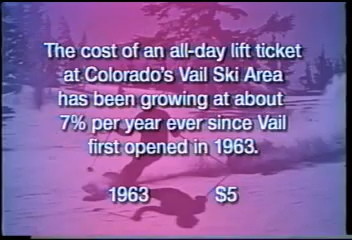 The cost of an all-day lift ticket
at Colorado's Vail Ski Area
has been growing at about
7% per year ever since Vail
first opened in 1963.
1963 $5